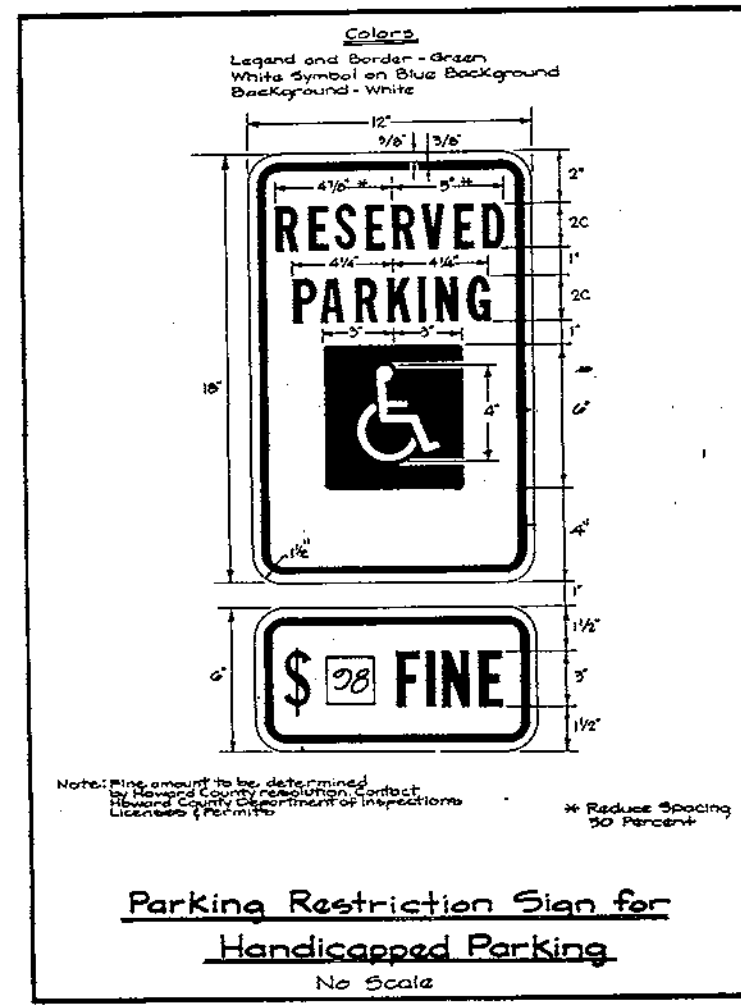 Colors
Legend and Border - Green
White Symbol on Blue Background
Background - White
12"
3/8" 3/8"
2"
4 7/8" * 5" *
RESERVED
2C
4 1/4" 4 1/4"
1"
PARKING
2C
3" 3"
1"
18"
4"
6"
4"
1 1/2"
1"
1 1/2"
6"
$ 98 FINE
3"
1 1/2"
Note: Fine amount to be determined
by Howard County resolution. Contact
Howard County Department of Inspections
Licenses & Permits
* Reduce Spacing
50 Percent
Parking Restriction Sign for
Handicapped Parking
No Scale